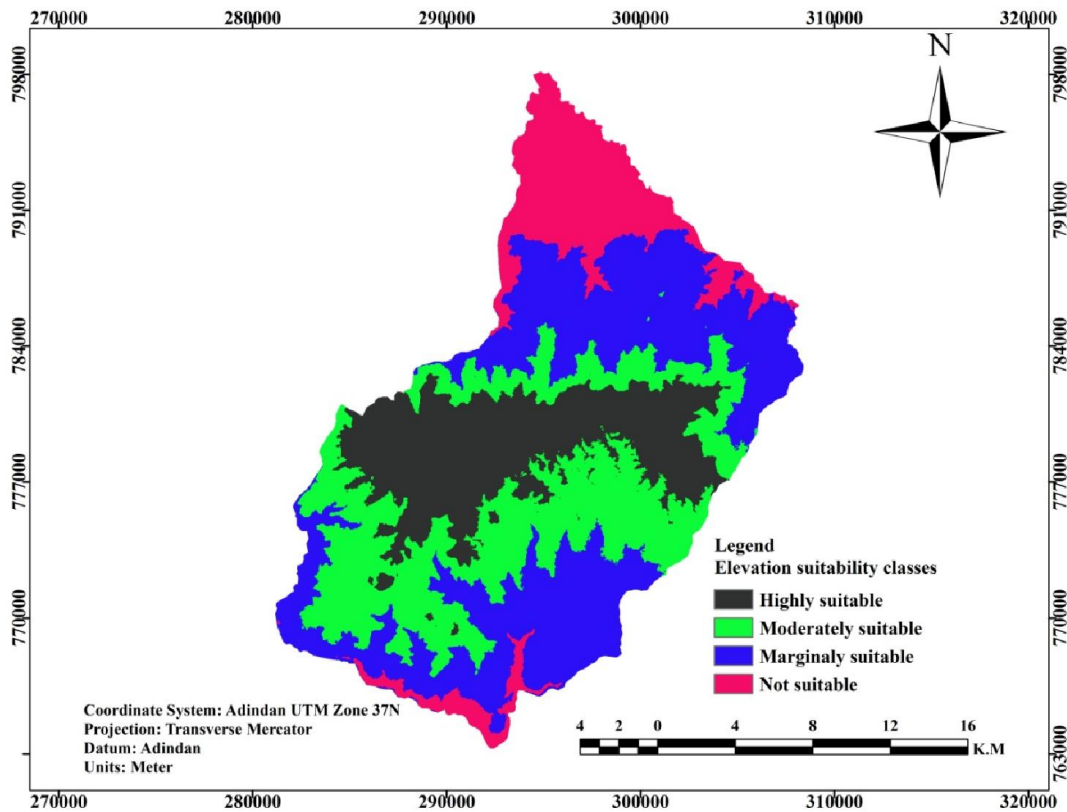 270000 280000 290000 300000 310000 320000
798000 798000
N
791000 791000
784000 784000
777000 777000
Legend
Elevation suitability classes
Highly suitable
770000 770000
Moderately suitable
Marginaly suitable
Not suitable
Coordinate System: Adindan UTM Zone 37N
Projection: Transverse Mercator
Datum: Adindan
Units: Meter
4 2 0 4 8 12 16
K.M
763000 763000
270000 280000 290000 300000 310000 320000